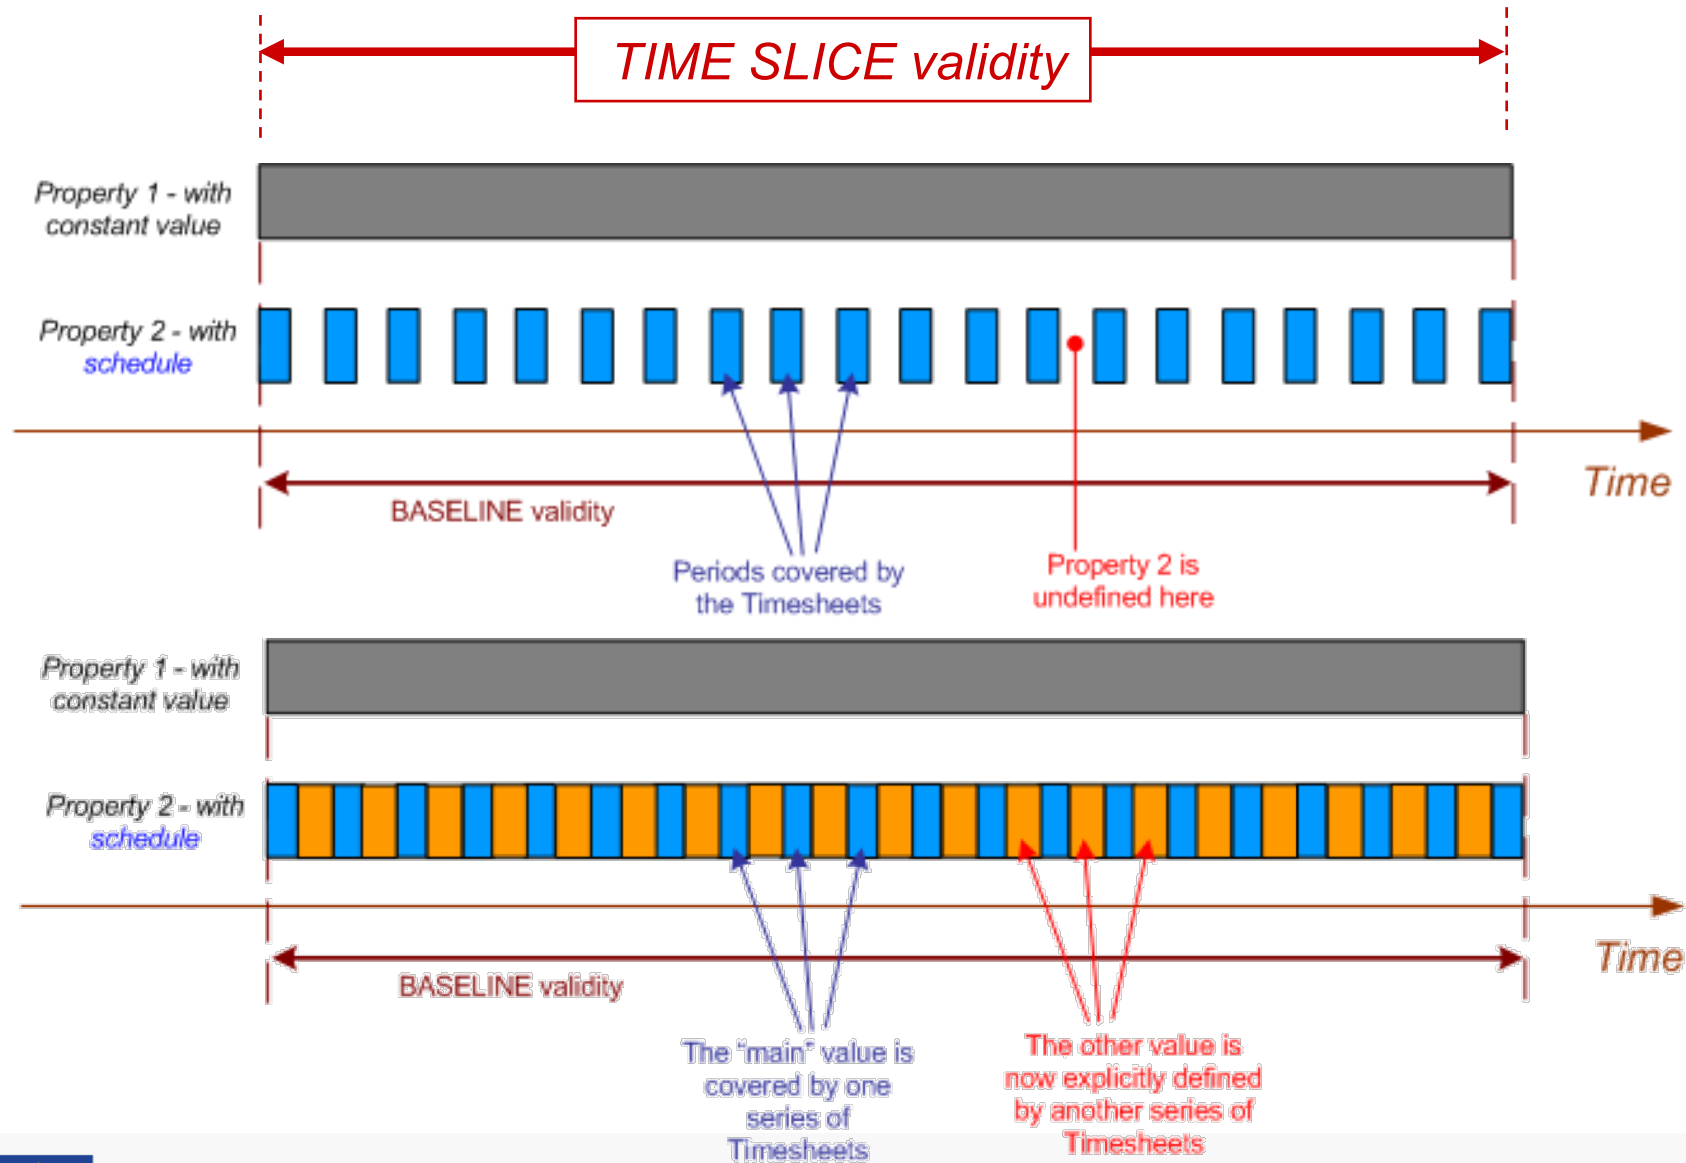 TIME SLICE validity
Property 1 - with
constant value
Property 2 - with
schedule
Time
BASELINE validity
Periods covered by
the Timesheets
Property 2 is
undefined here
Property 1 - with
constant value
Property 2 - with
schedule
Time
BASELINE validity
The “main” value is
covered by one
series of
Timesheets
The other value is
now explicitly defined
by another series of
Timesheets